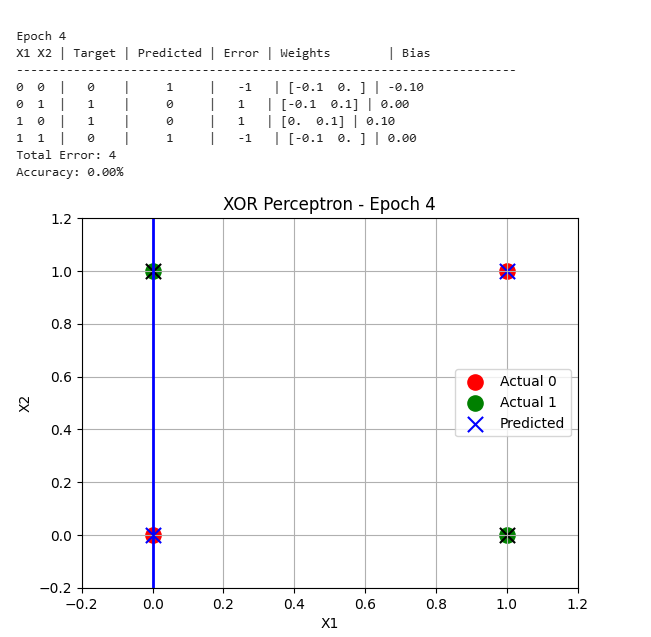 Epoch 4
X1 X2 | Target | Predicted | Error | Weights | Bias
--------------------------------------------------------------------
0 0 | 0 | 1 | -1 | [-0.1 0. ] | -0.10
0 1 | 1 | 0 | 1 | [-0.1 0.1] | 0.00
1 0 | 1 | 0 | 1 | [0. 0.1] | 0.10
1 1 | 0 | 1 | -1 | [-0.1 0. ] | 0.00
Total Error: 4
Accuracy: 0.00%
XOR Perceptron - Epoch 4
1.2
1.0
0.8
0.6
0.4
0.2
0.0
−0.2
X2
Actual 0
Actual 1
Predicted
−0.2 0.0 0.2 0.4 0.6 0.8 1.0 1.2
X1